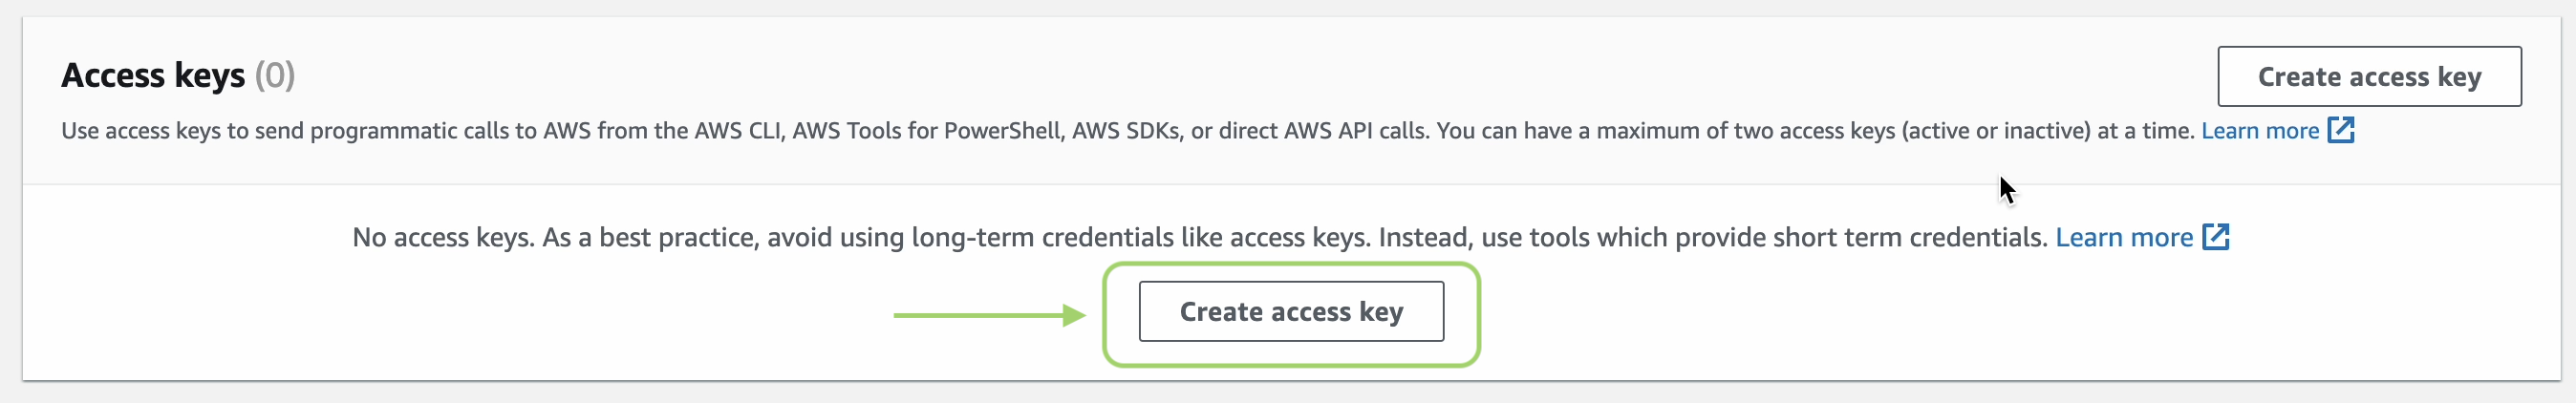 Access keys (0)
Create access key
Use access keys to send programmatic calls to AWS from the AWS CLI, AWS Tools for PowerShell, AWS SDKs, or direct AWS API calls. You can have a maximum of two access keys (active or inactive) at a time. Learn more
No access keys. As a best practice, avoid using long-term credentials like access keys. Instead, use tools which provide short term credentials. Learn more
Create access key